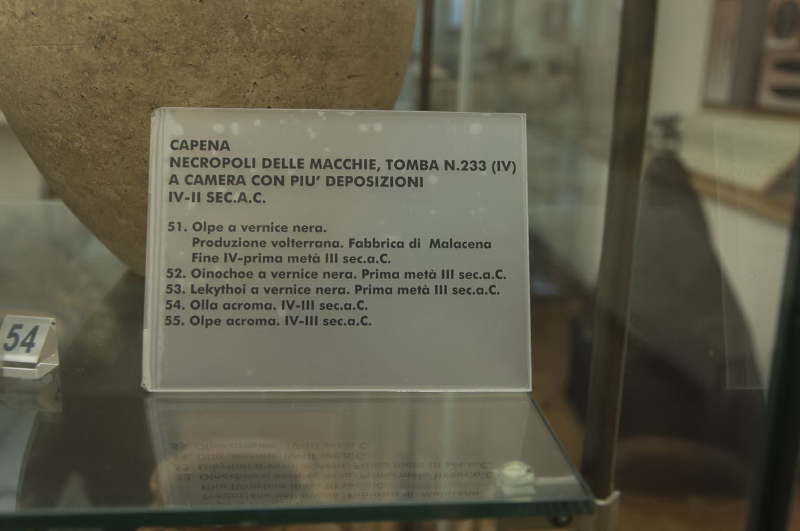 CAPENA
NECROPOLI DELLE MACCHIE, TOMBA N.233 (IV)
A CAMERA CON PIU' DEPOSIZIONI
IV-II SEC.A.C.
51. Olpe a vernice nera.
Produzione volterrana. Fabbrica di Malacena
Fine IV-prima metà III sec.a.C.
52. Oinochoe a vernice nera. Prima metà III sec.a.C.
53. Lekythoi a vernice nera. Prima metà III sec.a.C.
54. Olla acroma. IV-III sec.a.C.
55. Olpe acroma. IV-III sec.a.C.
54